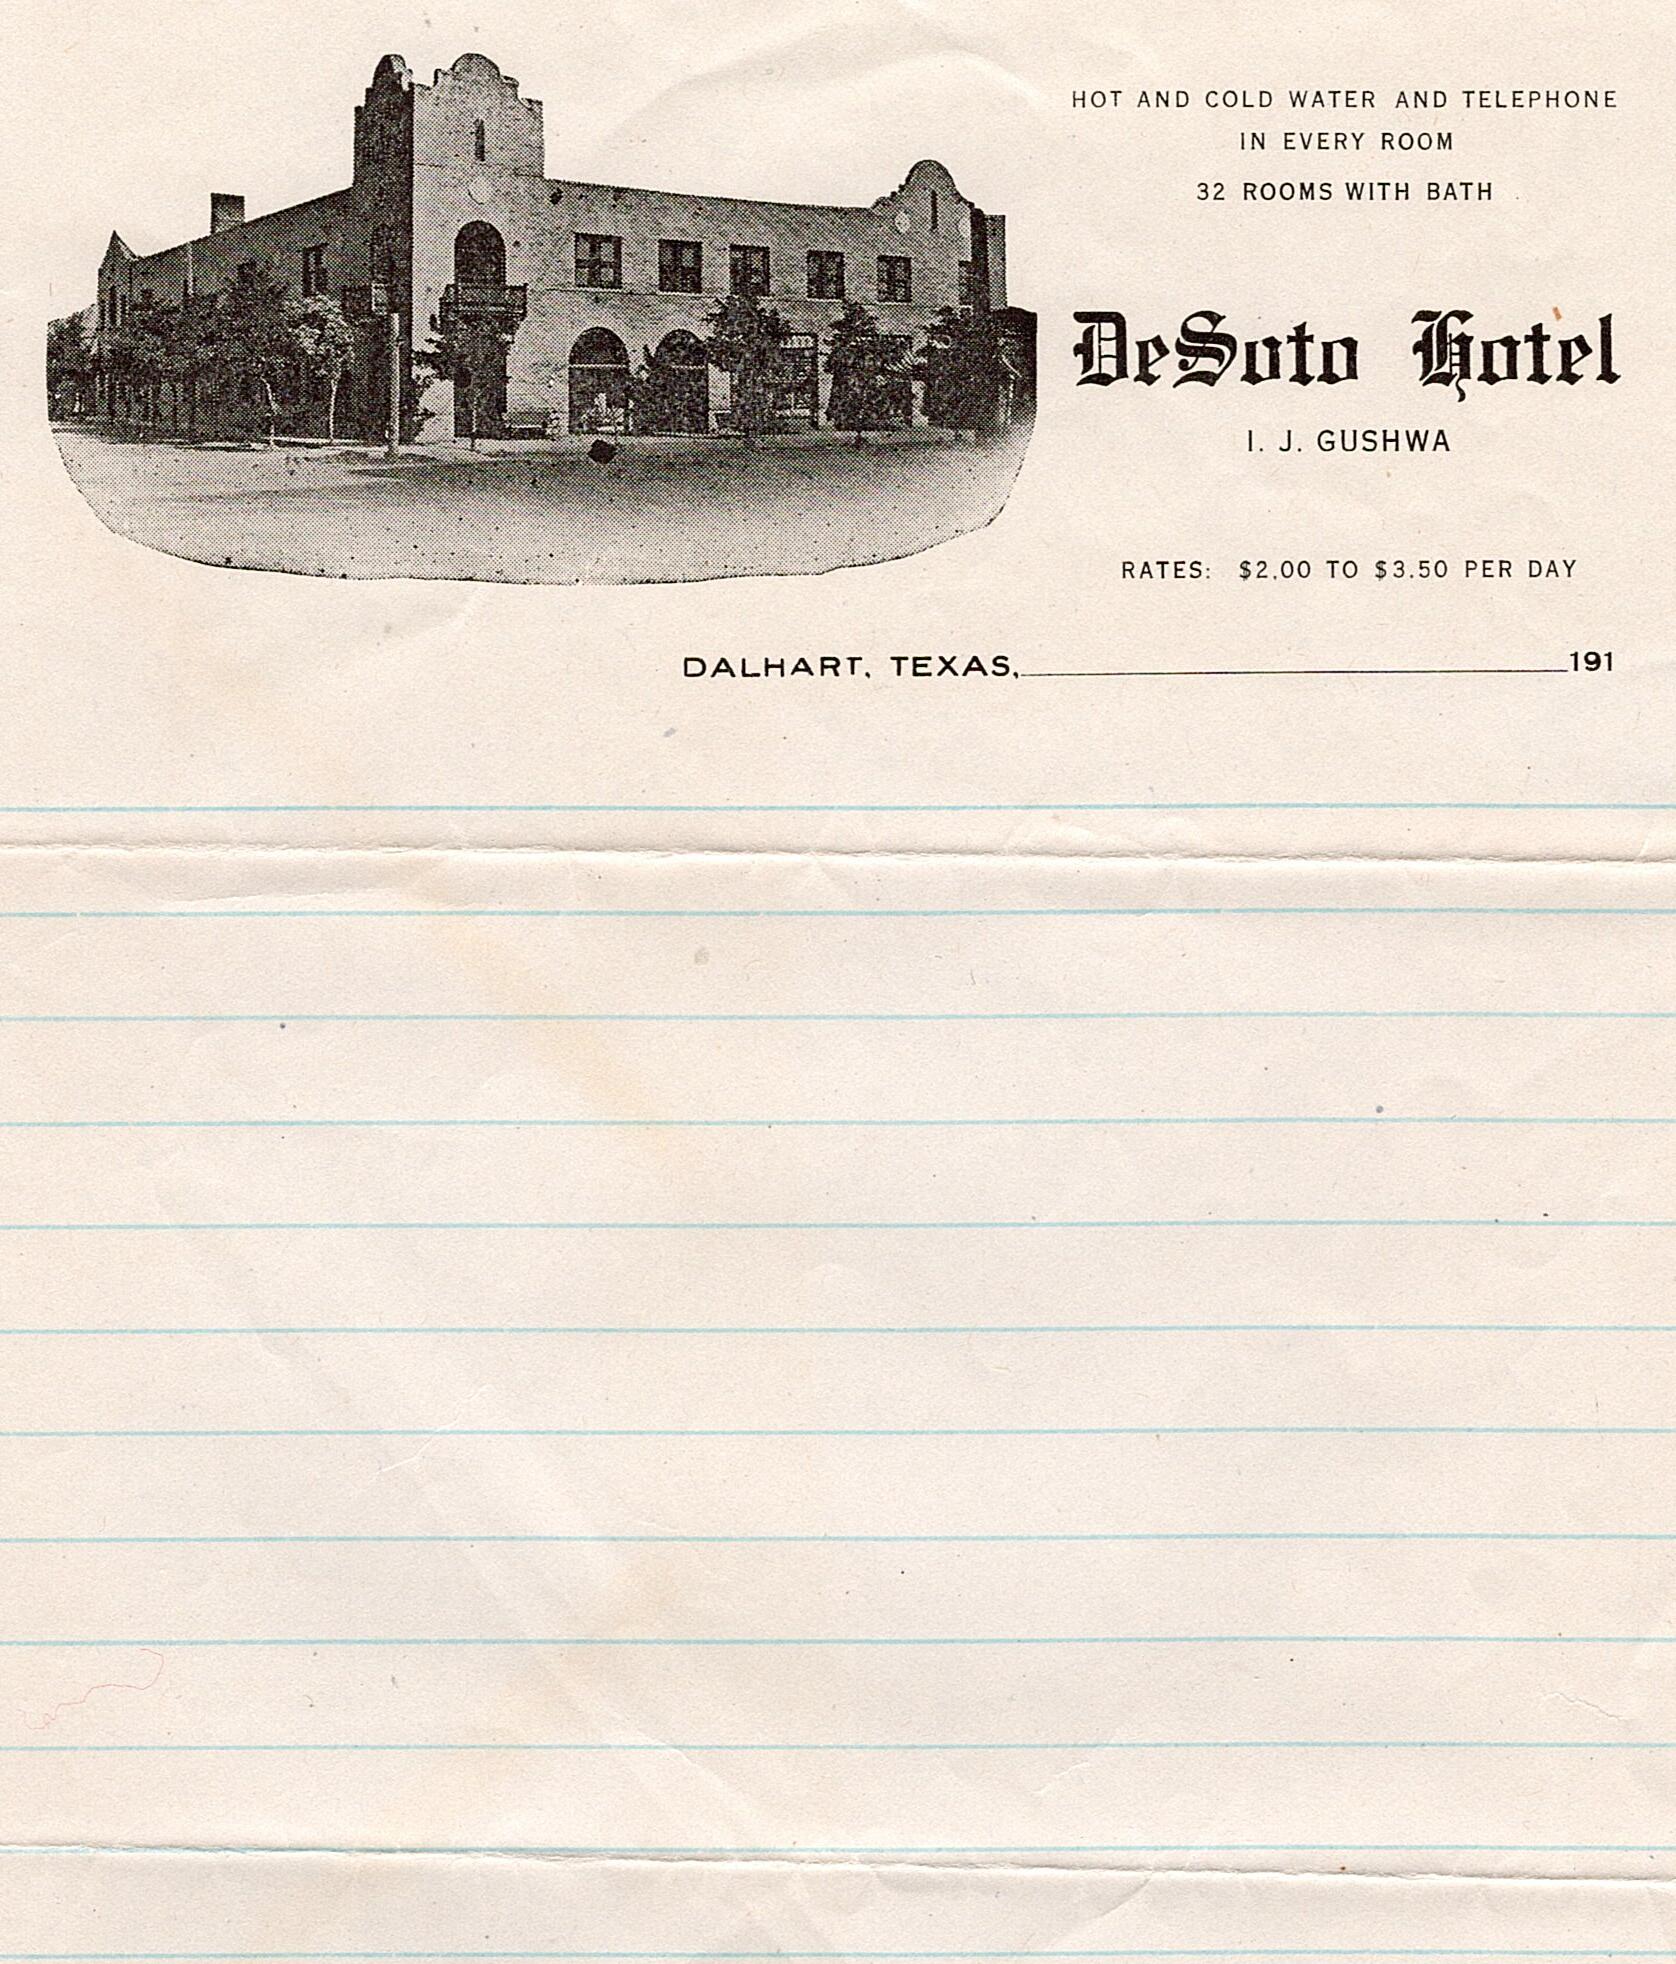 HOT AND COLD WATER AND TELEPHONE
IN EVERY ROOM
32 ROOMS WITH BATH
DeSoto Hotel
I. J. GUSHWA
RATES: $2.00 TO $3.50 PER DAY
DALHART, TEXAS, 191